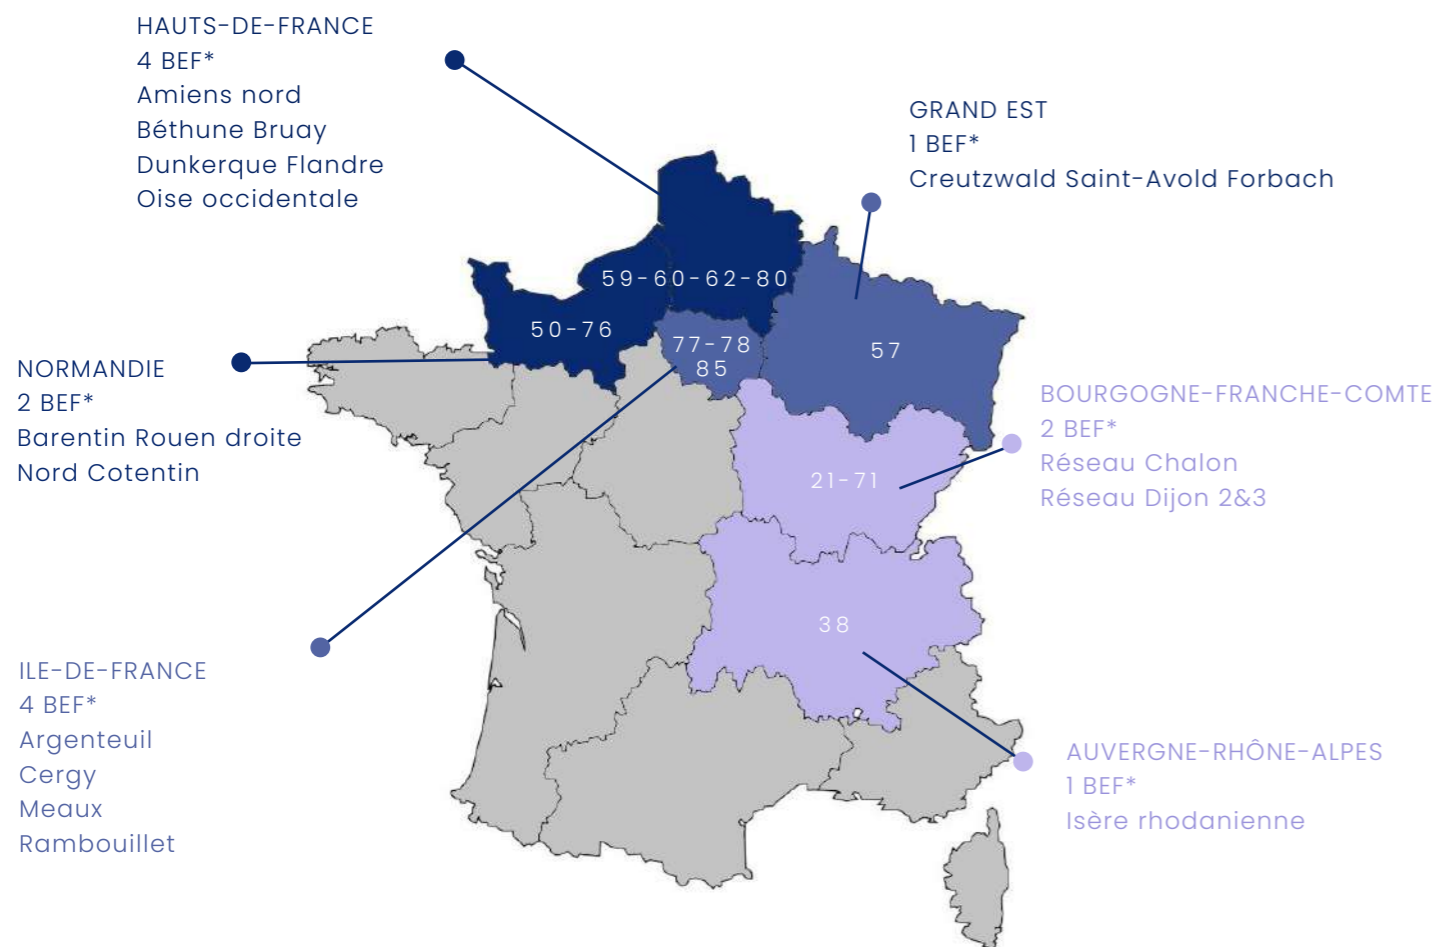 HAUTS-DE-FRANCE
4 BEF*
Amiens nord
Béthune Bruay
Dunkerque Flandre
Oise occidentale
GRAND EST
1 BEF*
Creutzwald Saint-Avold Forbach
59-60-62-80
50-76
77-78
85
57
NORMANDIE
2 BEF*
Barentin Rouen droite
Nord Cotentin
BOURGOGNE-FRANCHE-COMTE
2 BEF*
Réseau Chalon
Réseau Dijon 2&3
21-71
38
ILE-DE-FRANCE
4 BEF*
Argenteuil
Cergy
Meaux
Rambouillet
AUVERGNE-RHÔNE-ALPES
1 BEF*
Isère rhodanienne